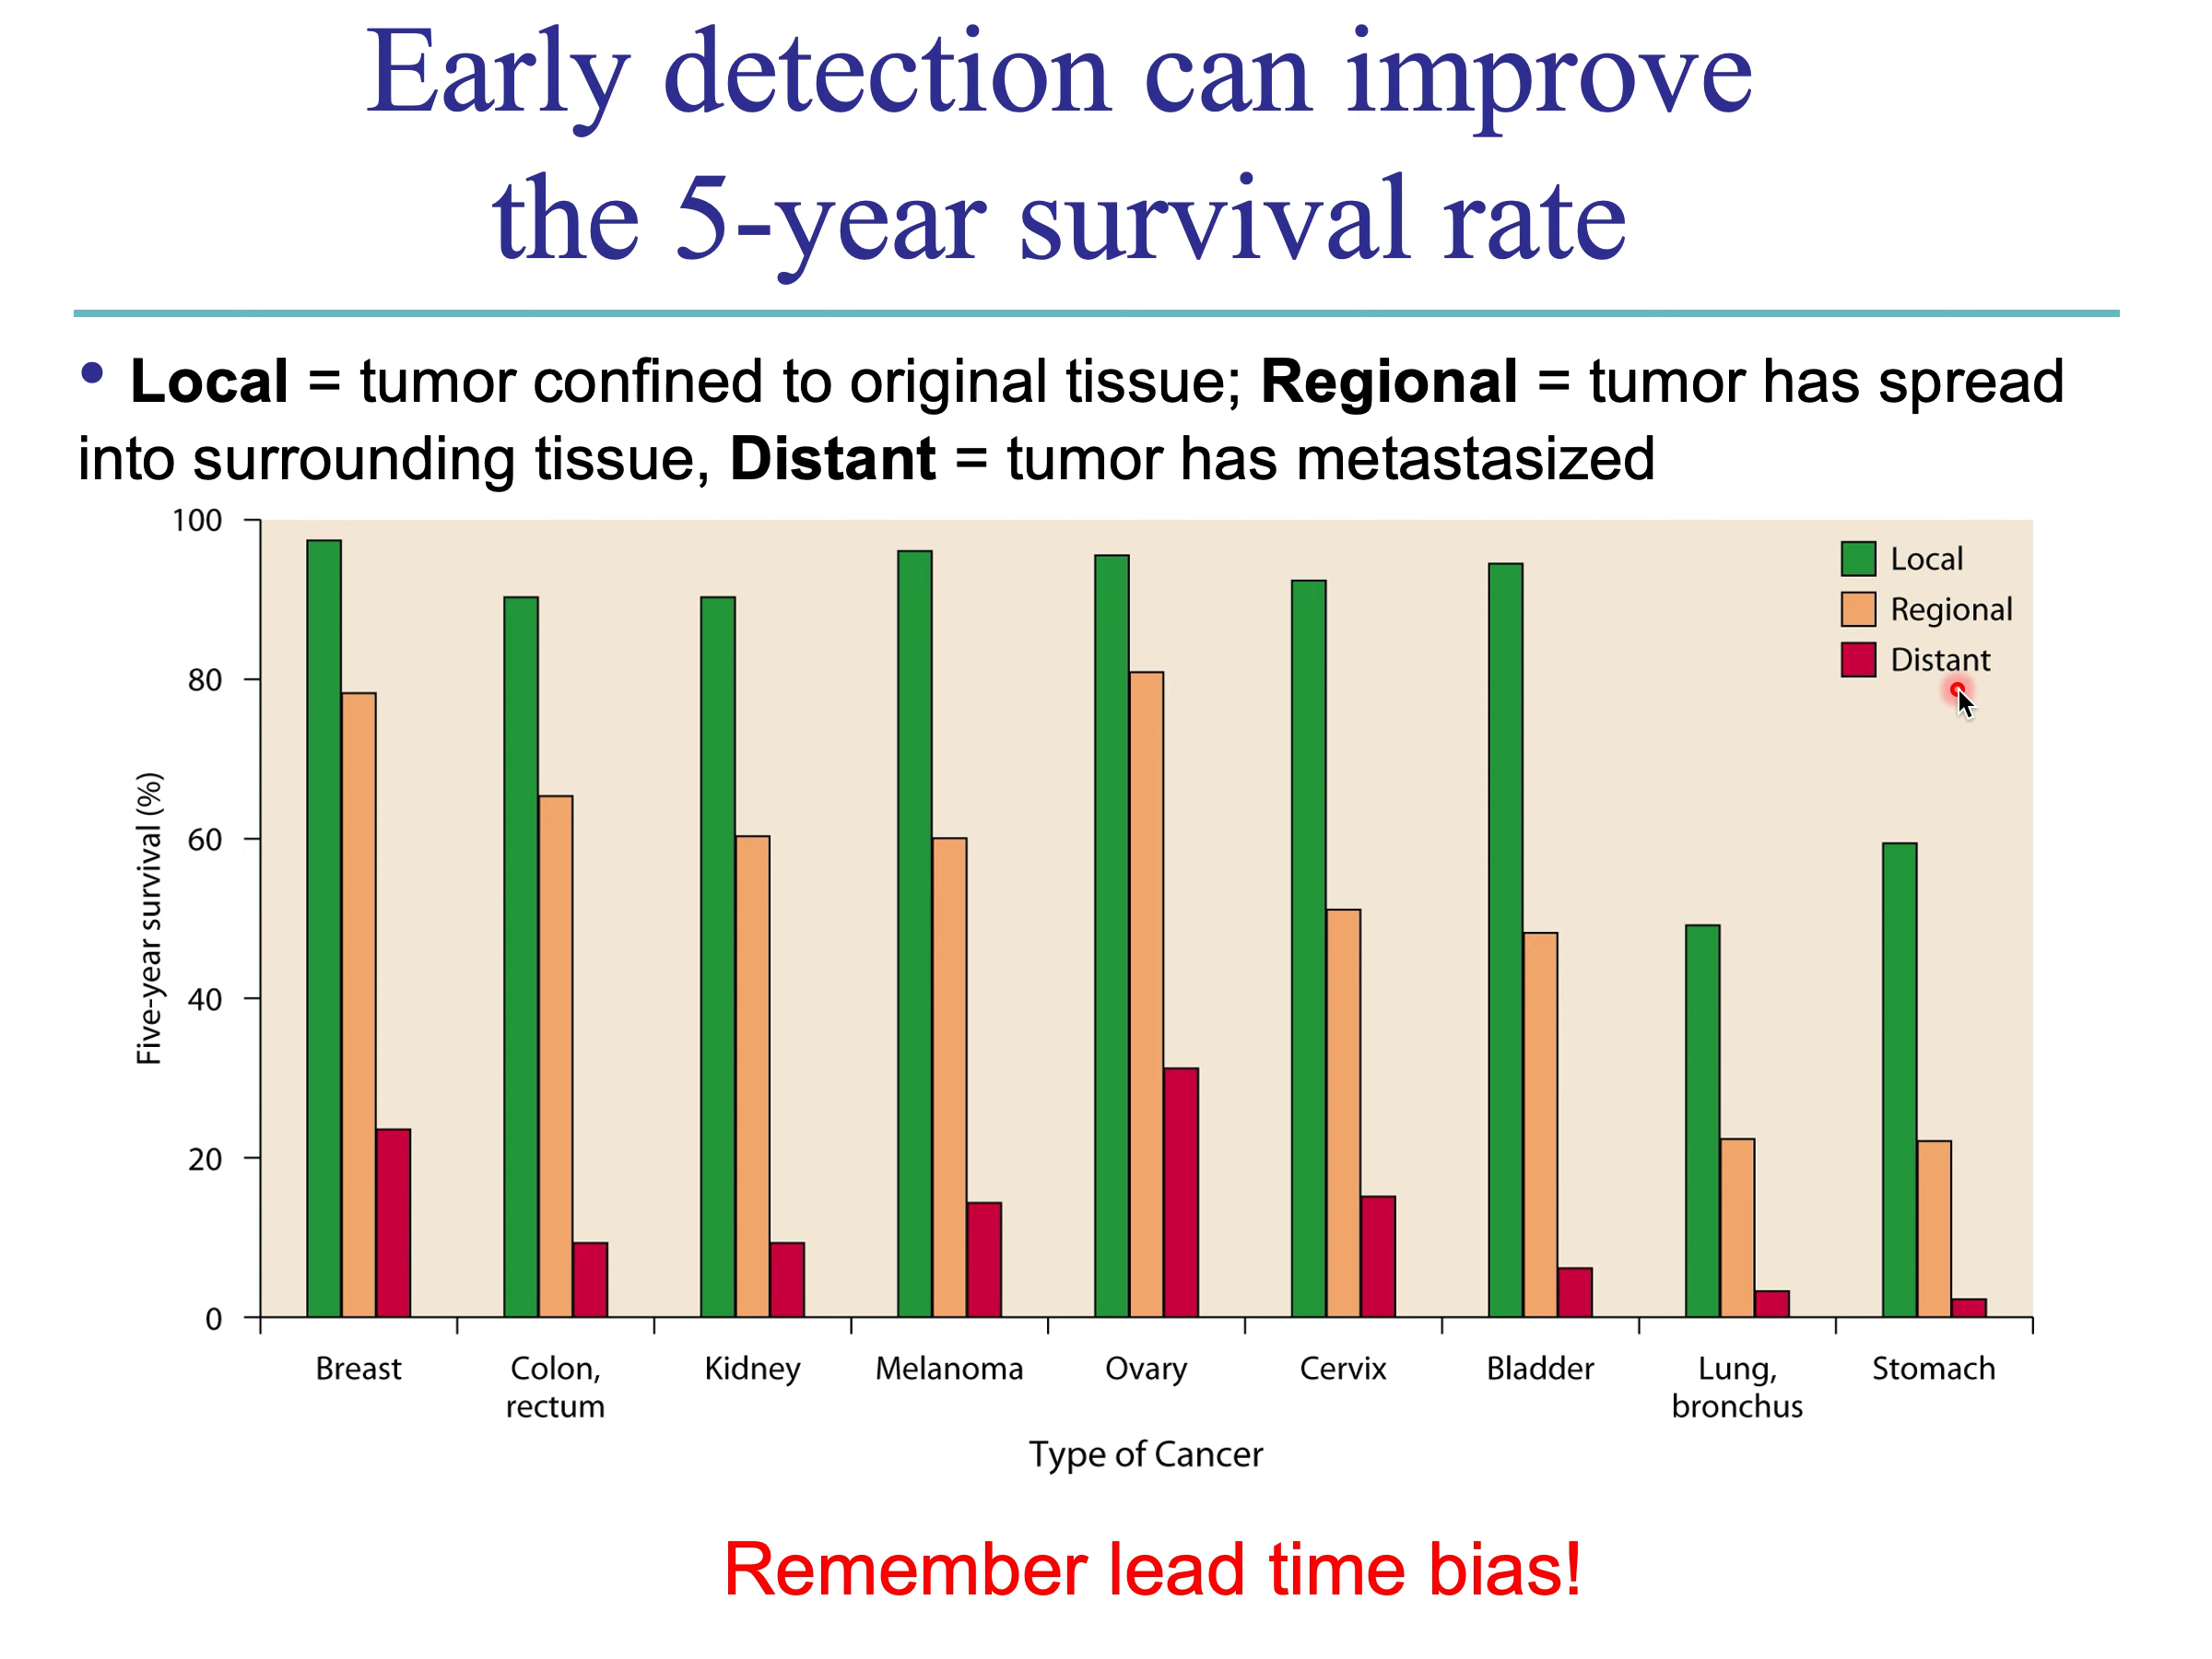 Early detection can improve
the 5-year survival rate
• Local = tumor confined to original tissue; Regional = tumor has spread
into surrounding tissue, Distant = tumor has metastasized
100
80
60
40
20
0
Five-year survival (%)
Local
Regional
Distant
Breast
Colon,
rectum
Kidney
Melanoma
Ovary
Cervix
Bladder
Lung,
bronchus
Stomach
Type of Cancer
Remember lead time bias!